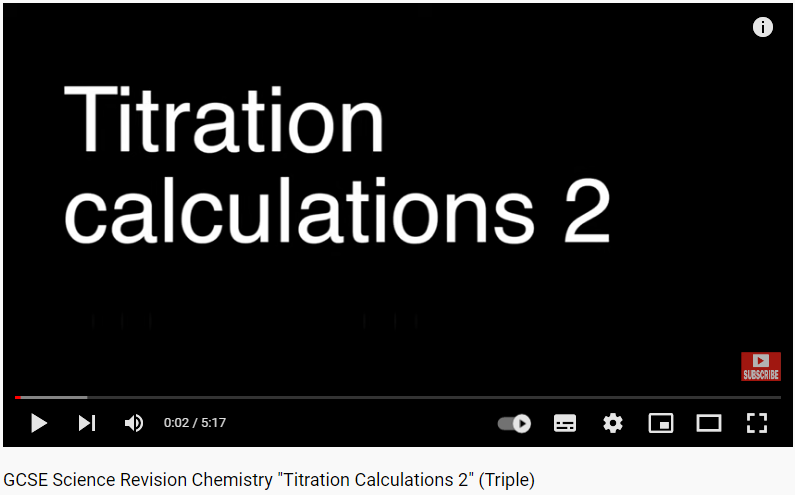 Titration
calculations 2
SUBSCRIBE
0:02 / 5:17
GCSE Science Revision Chemistry "Titration Calculations 2" (Triple)